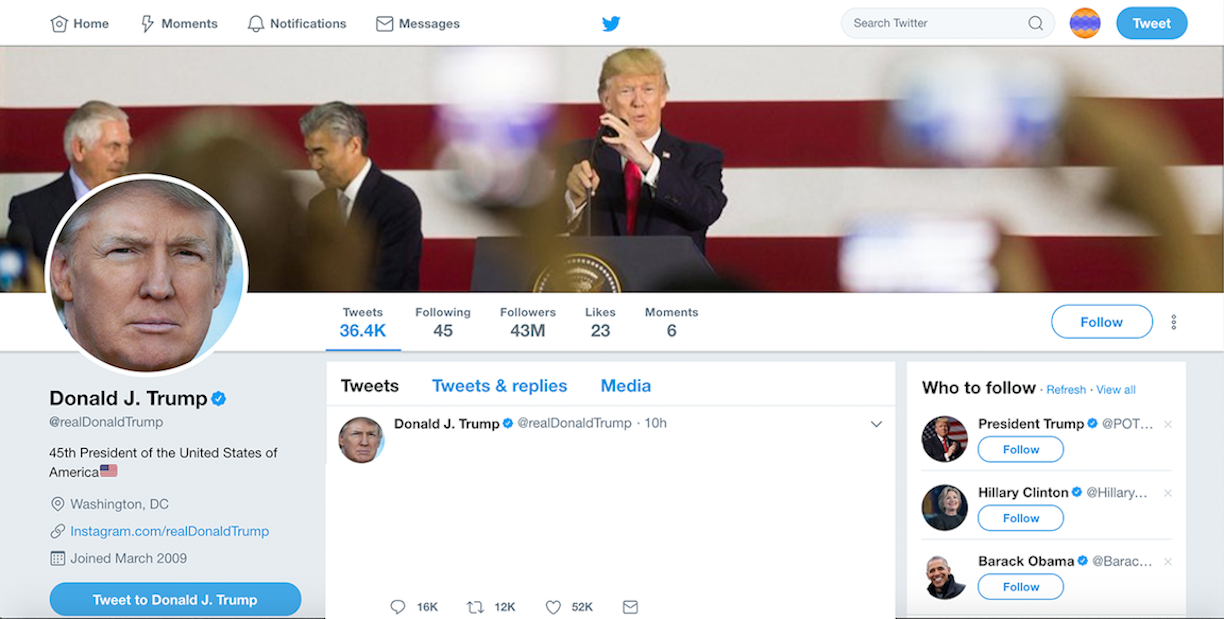 Home Moments Notifications Messages Search Twitter Tweet
Tweets Following Followers Likes Moments
36.4K 45 43M 23 6
Follow
Donald J. Trump
@realDonaldTrump
45th President of the United States of
America
Washington, DC
Instagram.com/realDonaldTrump
Joined March 2009
Tweet to Donald J. Trump
Tweets Tweets & replies Media
Donald J. Trump @realDonaldTrump · 10h
16K 12K 52K
Who to follow · Refresh · View all
President Trump @POT...
Follow
Hillary Clinton @Hillary...
Follow
Barack Obama @Barac...
Follow